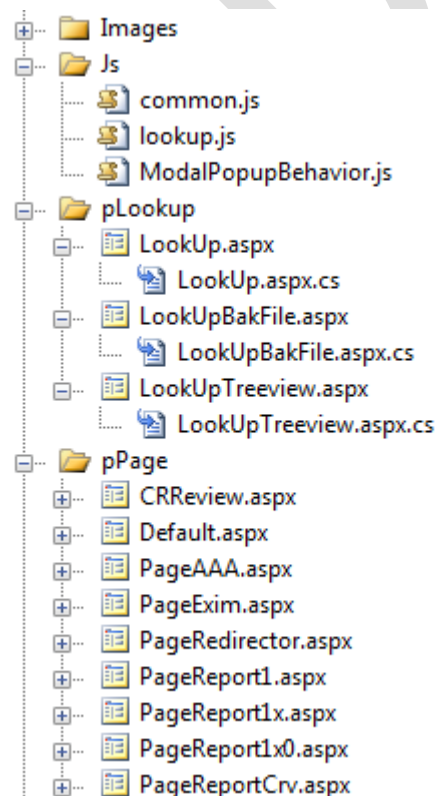 Images
Js
common.js
lookup.js
ModalPopupBehavior.js
pLookup
LookUp.aspx
LookUp.aspx.cs
LookUpBakFile.aspx
LookUpBakFile.aspx.cs
LookUpTreeview.aspx
LookUpTreeview.aspx.cs
pPage
CRReview.aspx
Default.aspx
PageAAA.aspx
PageExim.aspx
PageRedirector.aspx
PageReport1.aspx
PageReport1x.aspx
PageReport1x0.aspx
PageReportCrv.aspx